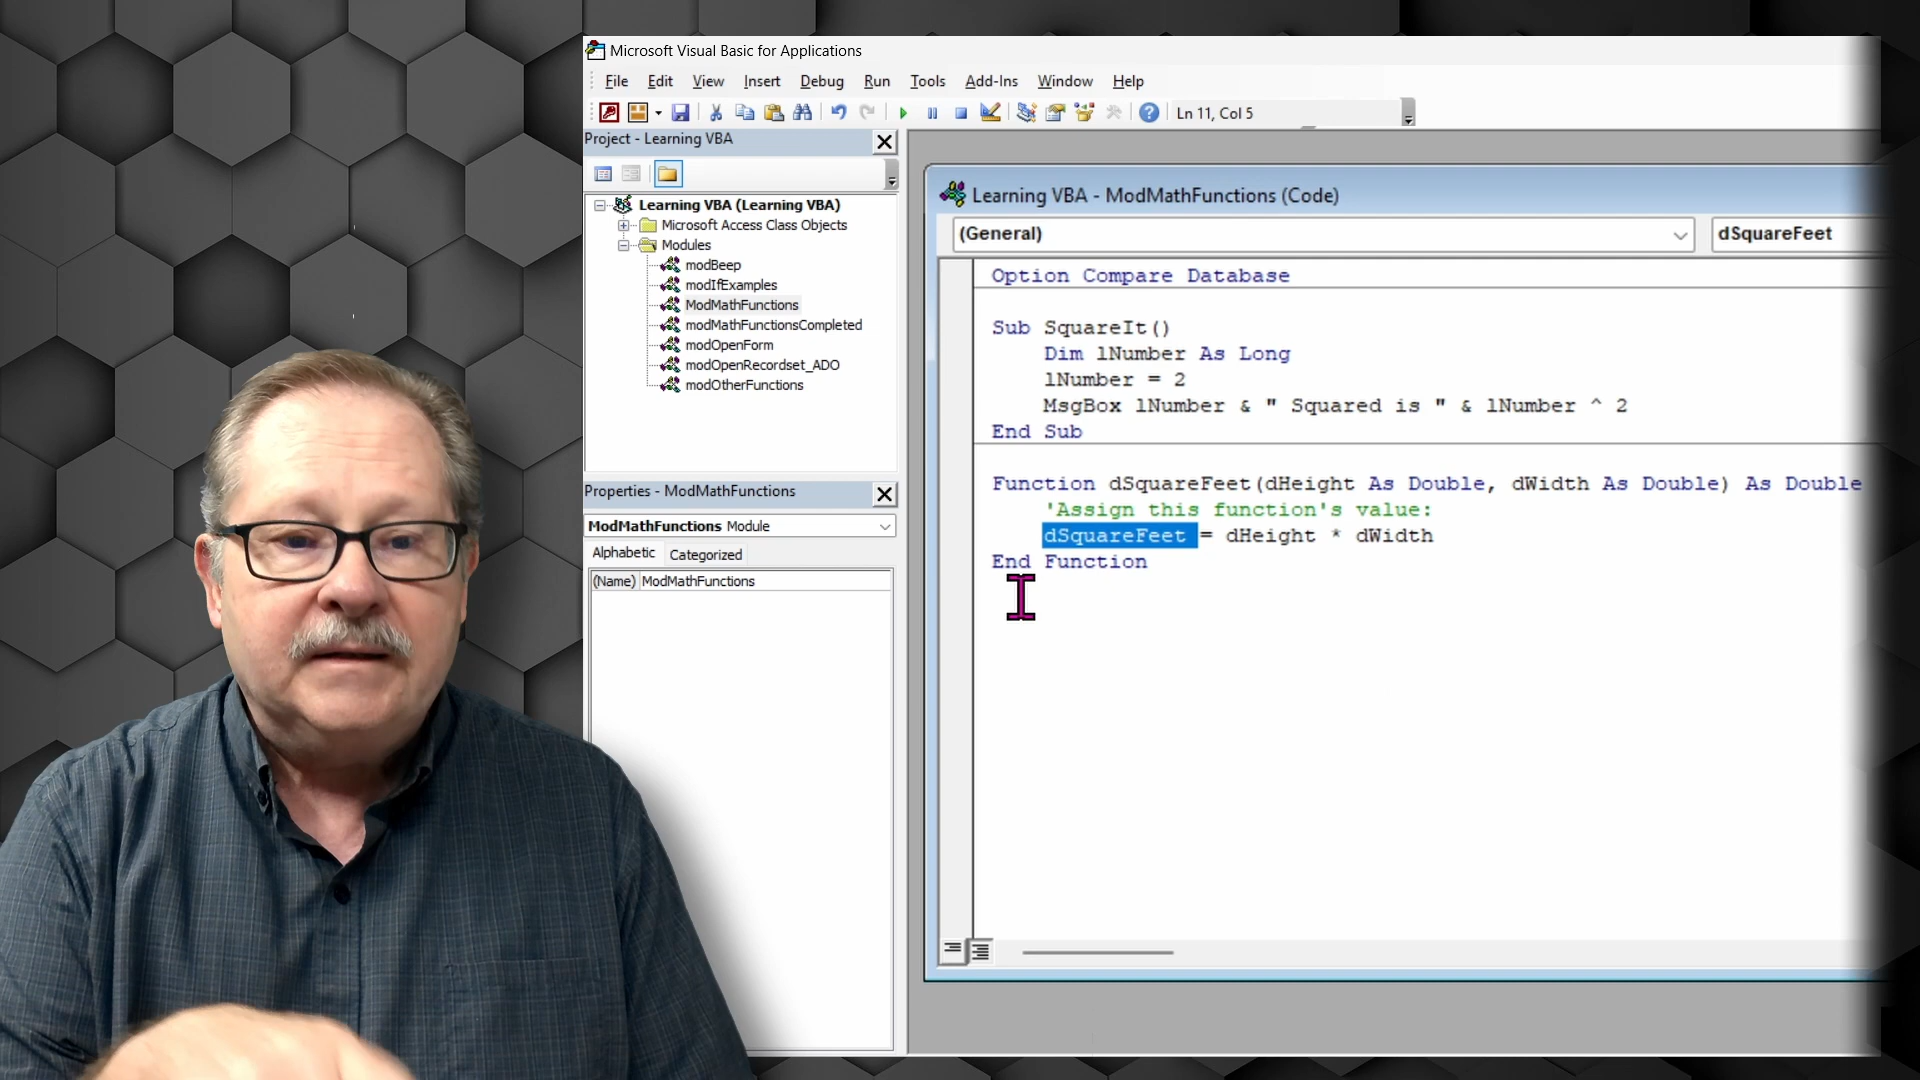 Microsoft Visual Basic for Applications
File Edit View Insert Debug Run Tools Add-Ins Window Help
Ln 11, Col 5
Project - Learning VBA
Learning VBA (Learning VBA)
Microsoft Access Class Objects
Modules
modBeep
modIfExamples
ModMathFunctions
modMathFunctionsCompleted
modOpenForm
modOpenRecordset_ADO
modOtherFunctions
Properties - ModMathFunctions
ModMathFunctions Module
Alphabetic Categorized
(Name) ModMathFunctions
Learning VBA - ModMathFunctions (Code)
(General) dSquareFeet
Option Compare Database
Sub SquareIt()
Dim lNumber As Long
lNumber = 2
MsgBox lNumber & " Squared is " & lNumber ^ 2
End Sub
Function dSquareFeet(dHeight As Double, dWidth As Double) As Double
'Assign this function's value:
dSquareFeet = dHeight * dWidth
End Function